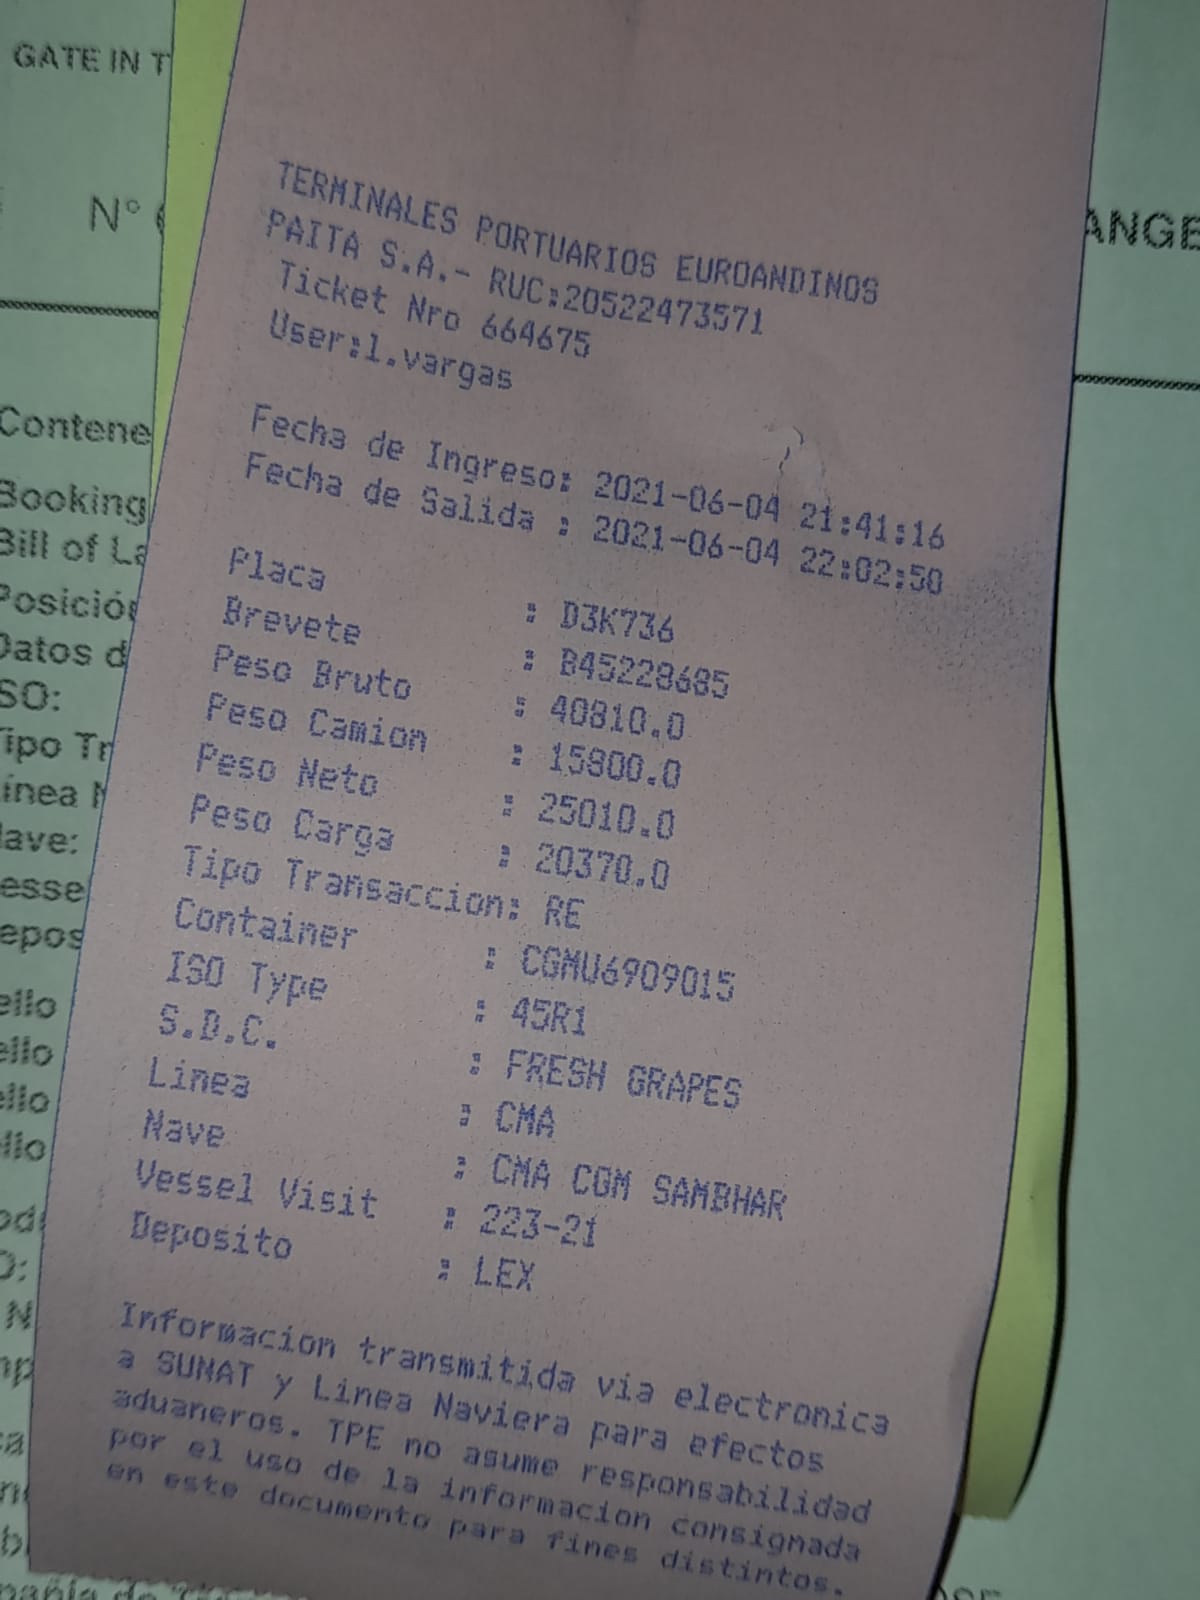 GATE IN T
N°
ANGE
TERMINALES PORTUARIOS EUROANDINOS
PAITA S.A.- RUC:20522473571
Ticket Nro 664675
User:l.vargas
Fecha de Ingreso: 2021-06-04 21:41:16
Fecha de Salida : 2021-06-04 22:02:50
Placa : D3K736
Brevete : B45228685
Peso Bruto : 40810.0
Peso Camion : 15800.0
Peso Neto : 25010.0
Peso Carga : 20370.0
Tipo Transaccion: RE
Container : CGMU6909015
ISO Type : 45R1
S.D.C. : FRESH GRAPES
Linea : CMA
Nave : CMA CGM SAMBHAR
Vessel Visit : 223-21
Deposito : LEX
Informacion transmitida via electronica
a SUNAT y Linea Naviera para efectos
aduaneros. TPE no asume responsabilidad
por el uso de la informacion consignada
en este documento para fines distintos.
Contene
Booking
Bill of La
Posición
Datos d
SO:
Tipo Tr
inea N
lave:
esse
epos
ello
ello
ello
ello